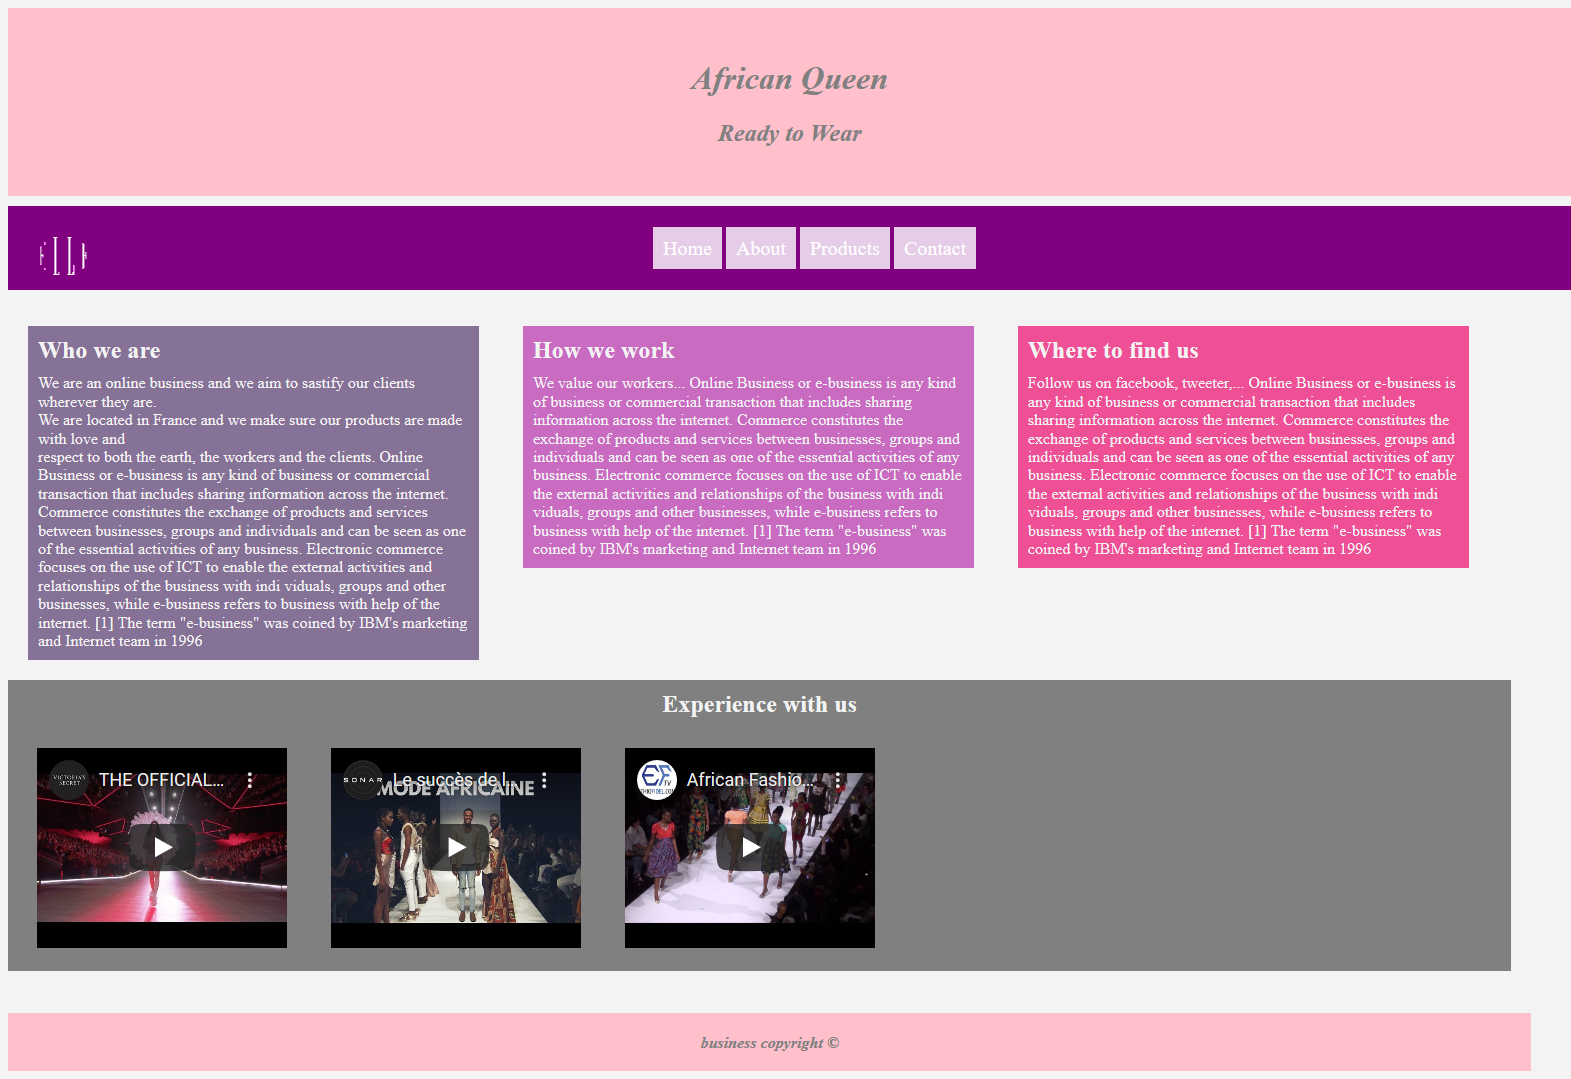 African Queen
Ready to Wear
ELLE
Home About Products Contact
Who we are
We are an online business and we aim to sastify our clients
wherever they are.
We are located in France and we make sure our products are made
with love and
respect to both the earth, the workers and the clients. Online
Business or e-business is any kind of business or commercial
transaction that includes sharing information across the internet.
Commerce constitutes the exchange of products and services
between businesses, groups and individuals and can be seen as one
of the essential activities of any business. Electronic commerce
focuses on the use of ICT to enable the external activities and
relationships of the business with indi viduals, groups and other
businesses, while e-business refers to business with help of the
internet. [1] The term "e-business" was coined by IBM's marketing
and Internet team in 1996
How we work
We value our workers... Online Business or e-business is any kind
of business or commercial transaction that includes sharing
information across the internet. Commerce constitutes the
exchange of products and services between businesses, groups and
individuals and can be seen as one of the essential activities of any
business. Electronic commerce focuses on the use of ICT to enable
the external activities and relationships of the business with indi
viduals, groups and other businesses, while e-business refers to
business with help of the internet. [1] The term "e-business" was
coined by IBM's marketing and Internet team in 1996
Where to find us
Follow us on facebook, tweeter,... Online Business or e-business is
any kind of business or commercial transaction that includes
sharing information across the internet. Commerce constitutes the
exchange of products and services between businesses, groups and
individuals and can be seen as one of the essential activities of any
business. Electronic commerce focuses on the use of ICT to enable
the external activities and relationships of the business with indi
viduals, groups and other businesses, while e-business refers to
business with help of the internet. [1] The term "e-business" was
coined by IBM's marketing and Internet team in 1996
Experience with us
VICTORIA'S
SECRET
THE OFFICIAL...
SONAR
Le succès de l...
MODE AFRICAINE
EF
TV
African Fashio...
business copyright ©